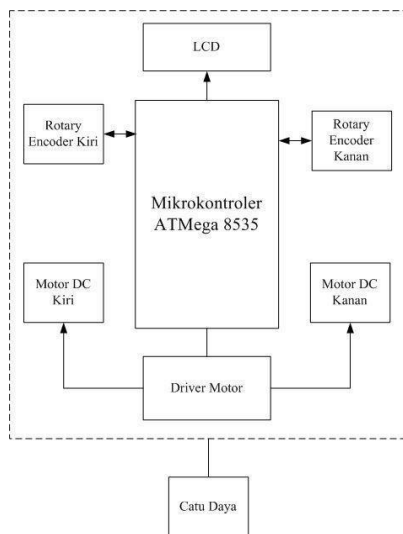 LCD
Rotary
Encoder Kiri
Rotary
Encoder
Kanan
Mikrokontroler
ATMega 8535
Motor DC
Kiri
Motor DC
Kanan
Driver Motor
Catu Daya